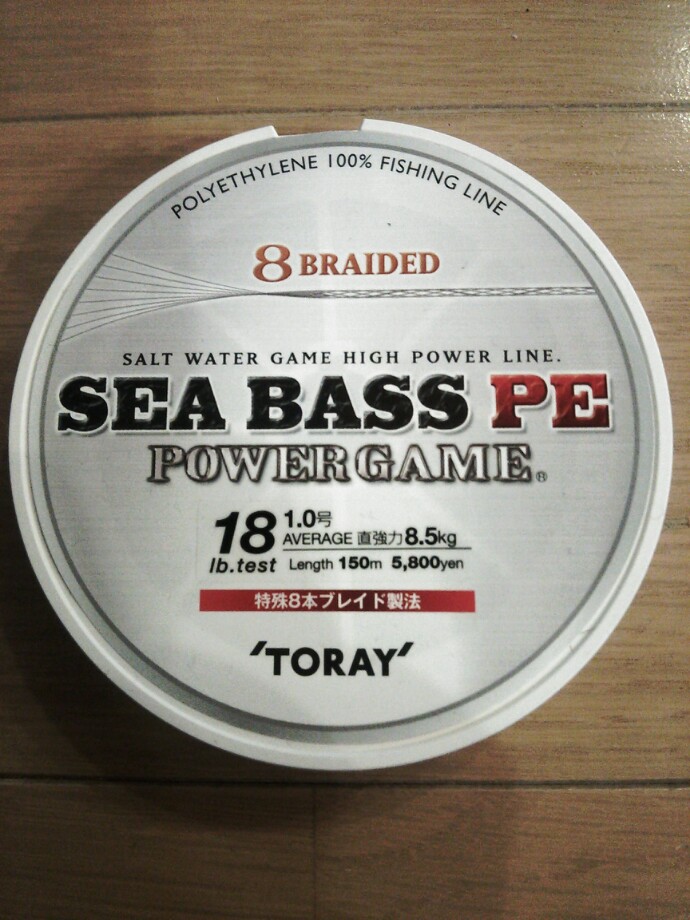 POLYETHYLENE 100% FISHING LINE
8 BRAIDED
SALT WATER GAME HIGH POWER LINE.
SEA BASS PE
POWERGAME®
18 lb.test
1.0号
AVERAGE 直強力8.5kg
Length 150m 5,800yen
特殊8本ブレイド製法
'TORAY'